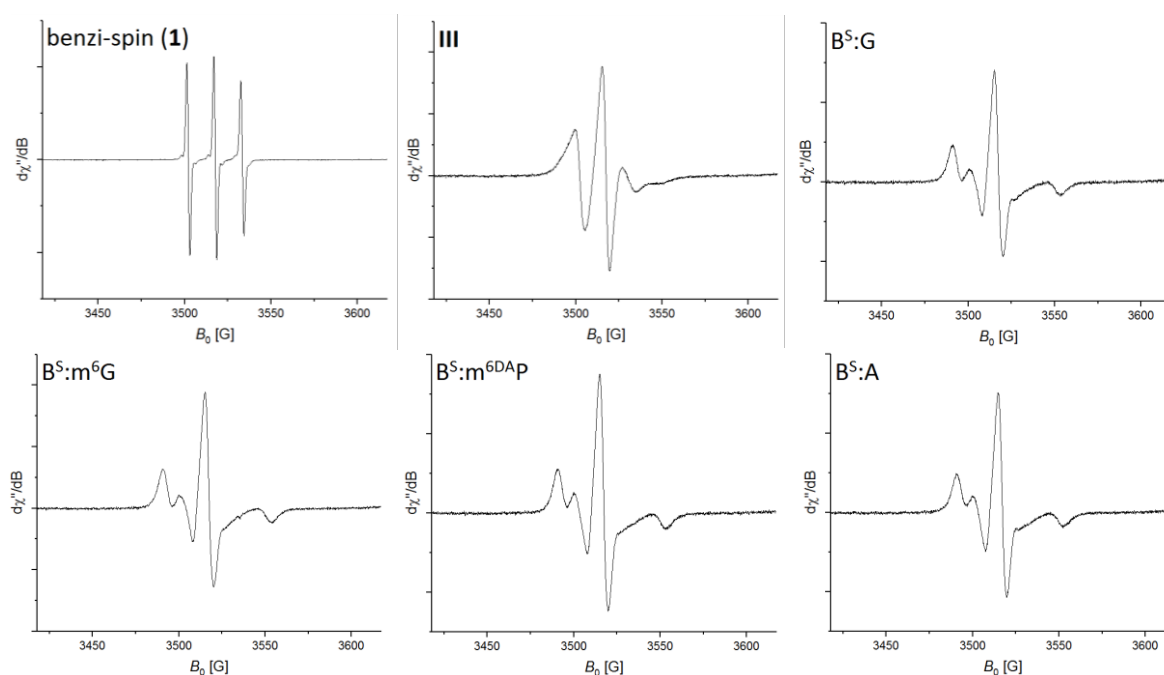 benzi-spin (1)
dχ"/dB
3450 3500 3550 3600
B₀ [G]
III
dχ"/dB
3450 3500 3550 3600
B₀ [G]
Bˢ:G
dχ"/dB
3450 3500 3550 3600
B₀ [G]
Bˢ:m⁶G
dχ"/dB
3450 3500 3550 3600
B₀ [G]
Bˢ:m⁶ᴰᴬP
dχ"/dB
3450 3500 3550 3600
B₀ [G]
Bˢ:A
dχ"/dB
3450 3500 3550 3600
B₀ [G]